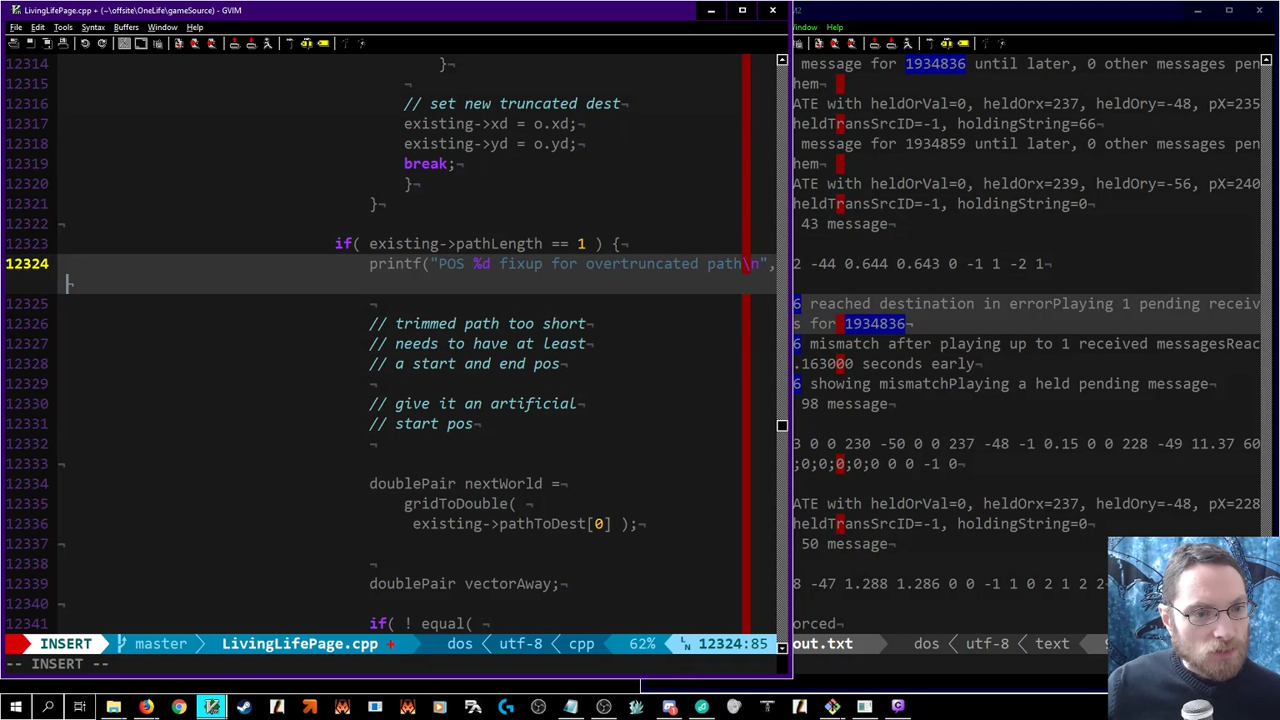 LivingLifePage.cpp + (~\offsite\OneLife\gameSource) - GVIM
File Edit Tools Syntax Buffers Window Help
Window Help
12314 }
12315 ¬
12316 // set new truncated dest¬
12317 existing->xd = o.xd;¬
12318 existing->yd = o.yd;¬
12319 break;¬
12320 }¬
12321 }¬
12322 ¬
12323 if( existing->pathLength == 1 ) {¬
12324 printf("POS %d fixup for overtruncated path\n",
¬
12325 ¬
12326 // trimmed path too short¬
12327 // needs to have at least¬
12328 // a start and end pos¬
12329 ¬
12330 // give it an artificial¬
12331 // start pos¬
12332 ¬
12333 ¬
12334 doublePair nextWorld =¬
12335 gridToDouble( ¬
12336 existing->pathToDest[0] );¬
12337 ¬
12338 ¬
12339 doublePair vectorAway;¬
12340 ¬
12341 if( ! equal( ¬
INSERT master LivingLifePage.cpp + dos utf-8 cpp 62% 12324:85
-- INSERT --
message for 1934836 until later, 0 other messages pen
hem¬
ATE with heldOrVal=0, heldOrx=237, heldOry=-48, pX=235
heldTransSrcID=-1, holdingString=66¬
message for 1934859 until later, 0 other messages pen
hem¬
ATE with heldOrVal=0, heldOrx=239, heldOry=-56, pX=240
heldTransSrcID=-1, holdingString=0¬
43 message¬
2 -44 0.644 0.643 0 -1 1 -2 1¬
6 reached destination in errorPlaying 1 pending receiv
s for 1934836¬
6 mismatch after playing up to 1 received messagesReac
.163000 seconds early¬
6 showing mismatchPlaying a held pending message¬
98 message¬
3 0 0 230 -50 0 0 237 -48 -1 0.15 0 0 228 -49 11.37 60
;0;0;0;0;0 0 0 -1 0¬
ATE with heldOrVal=0, heldOrx=237, heldOry=-48, pX=228
heldTransSrcID=-1, holdingString=0¬
50 message¬
8 -47 1.288 1.286 0 0 -1 1 0 2 1 2
orced¬
out.txt dos utf-8 text